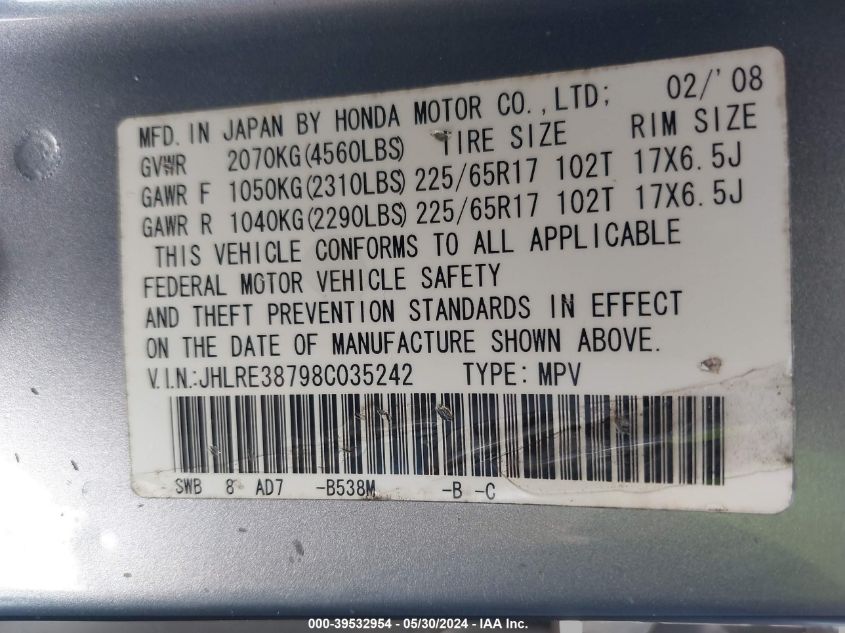 MFD. IN JAPAN BY HONDA MOTOR CO.,LTD; 02/'08
GVWR 2070KG(4560LBS) TIRE SIZE RIM SIZE
GAWR F 1050KG(2310LBS) 225/65R17 102T 17X6.5J
GAWR R 1040KG(2290LBS) 225/65R17 102T 17X6.5J
THIS VEHICLE CONFORMS TO ALL APPLICABLE
FEDERAL MOTOR VEHICLE SAFETY
AND THEFT PREVENTION STANDARDS IN EFFECT
ON THE DATE OF MANUFACTURE SHOWN ABOVE.
V.I.N.:JHLRE38798C035242 TYPE: MPV
SWB 8 AD7 -B538M -B -C
000-39532954 - 05/30/2024 - IAA Inc.